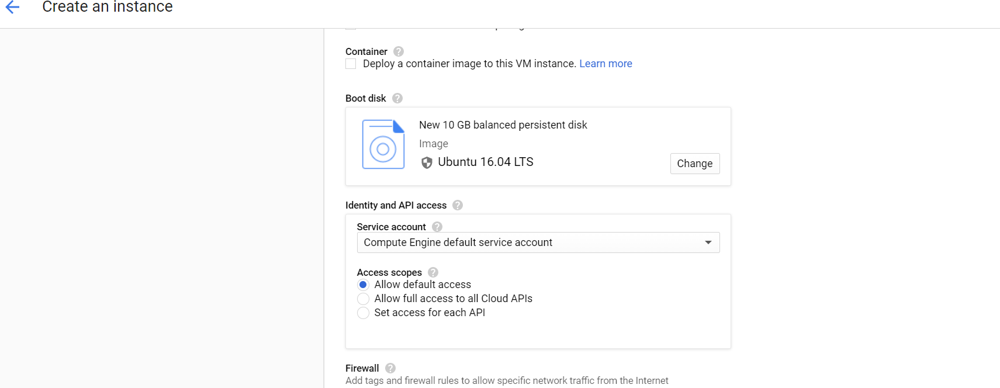 Create an instance
Container
Deploy a container image to this VM instance. Learn more
Boot disk
New 10 GB balanced persistent disk
Image
Ubuntu 16.04 LTS
Change
Identity and API access
Service account
Compute Engine default service account
Access scopes
Allow default access
Allow full access to all Cloud APIs
Set access for each API
Firewall
Add tags and firewall rules to allow specific network traffic from the Internet